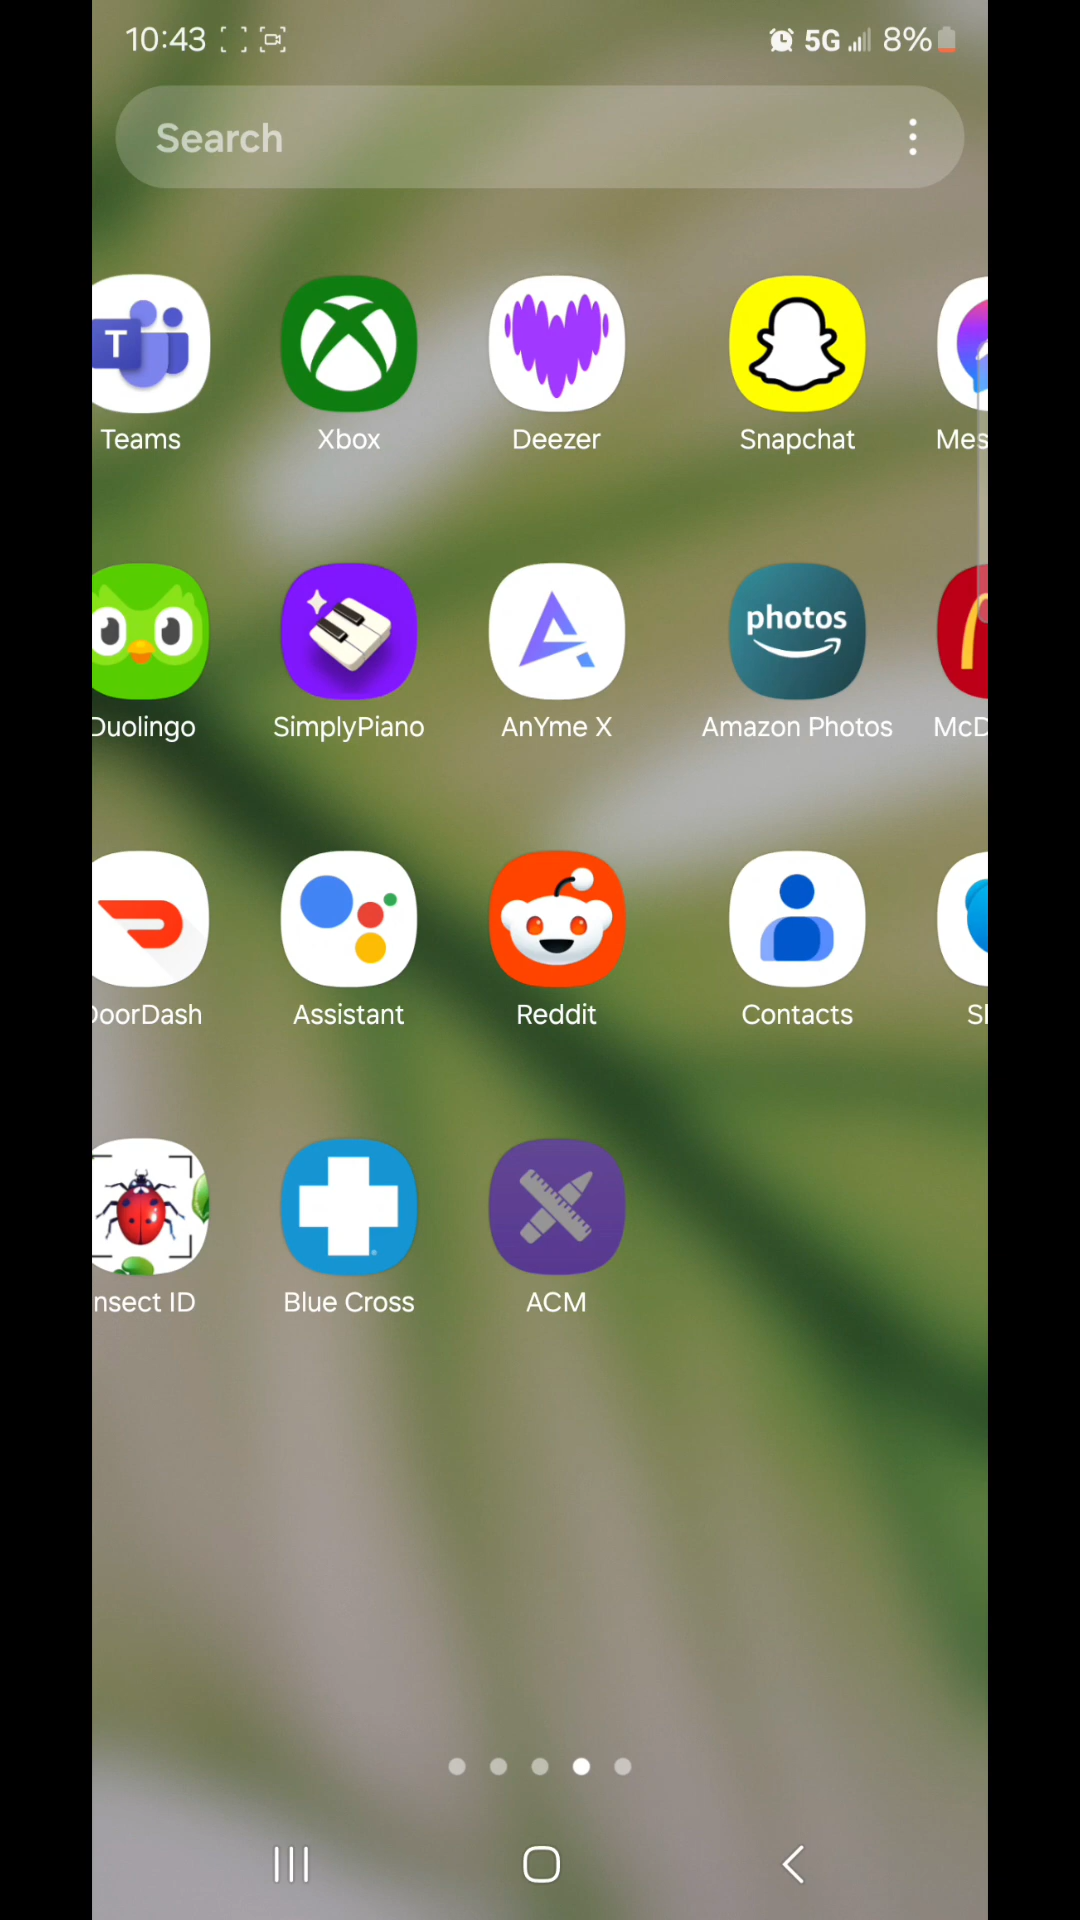 10:43 5G 8%
Search
Teams Xbox Deezer Snapchat Mes
photos
Duolingo SimplyPiano AnYme X Amazon Photos McD
DoorDash Assistant Reddit Contacts
nsect ID Blue Cross ACM